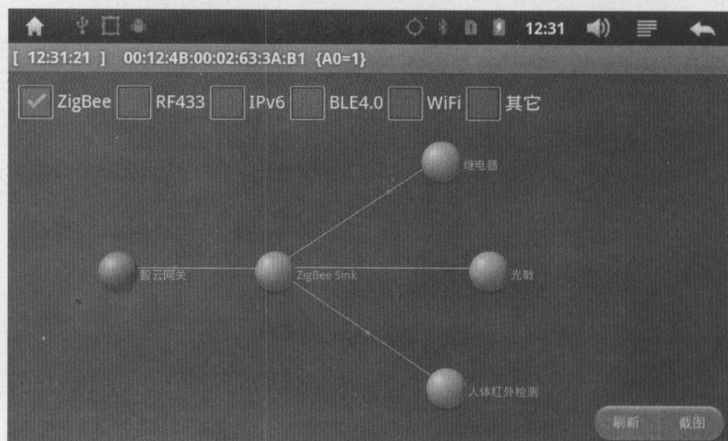 12:31
[ 12:31:21 ] 00:12:4B:00:02:63:3A:B1 {A0=1}
ZigBee RF433 IPv6 BLE4.0 WiFi 其它
继电器
智云网关 ZigBee Sink 光敏
人体红外检测
刷新 截图